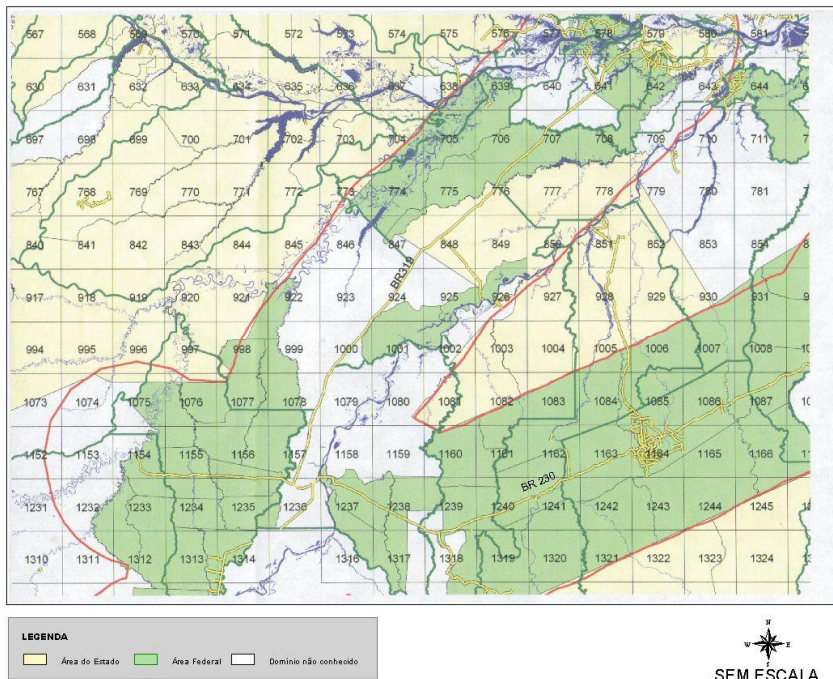 567 568 569 570 571 572 573 574 575 576 577 578 579 580 581
630 631 632 633 634 635 636 637 638 639 640 641 642 643 644
697 698 699 700 701 702 703 704 705 706 707 708 709 710 711
767 768 769 770 771 772 773 774 775 776 777 778 779 780 781
840 841 842 843 844 845 846 847 848 849 850 851 852 853 854
BR319
917 918 919 920 921 922 923 924 925 926 927 928 929 930 931
994 995 996 997 998 999 1000 1001 1002 1003 1004 1005 1006 1007 1008
1073 1074 1075 1076 1077 1078 1079 1080 1081 1082 1083 1084 1085 1086 1087
1152 1153 1154 1155 1156 1157 1158 1159 1160 1161 1162 1163 1164 1165 1166
BR 230
1231 1232 1233 1234 1235 1236 1237 1238 1239 1240 1241 1242 1243 1244 1245
1310 1311 1312 1313 1314 1316 1317 1318 1319 1320 1321 1322 1323 1324
LEGENDA
Área do Estado Área Federal Domínio não conhecido
N
W E
S
SEM ESCALA